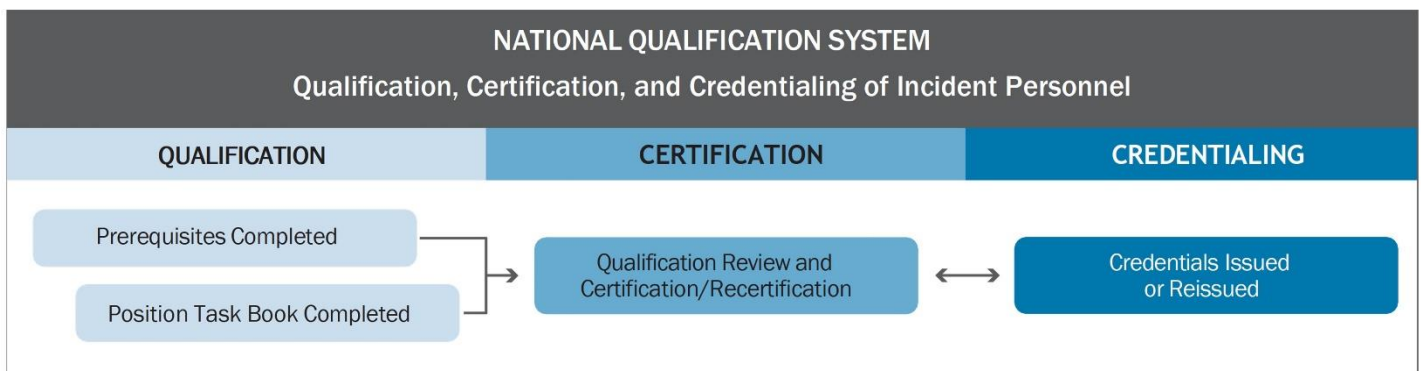 NATIONAL QUALIFICATION SYSTEM
Qualification, Certification, and Credentialing of Incident Personnel
QUALIFICATION
CERTIFICATION
CREDENTIALING
Prerequisites Completed
Position Task Book Completed
Qualification Review and
Certification/Recertification
Credentials Issued
or Reissued